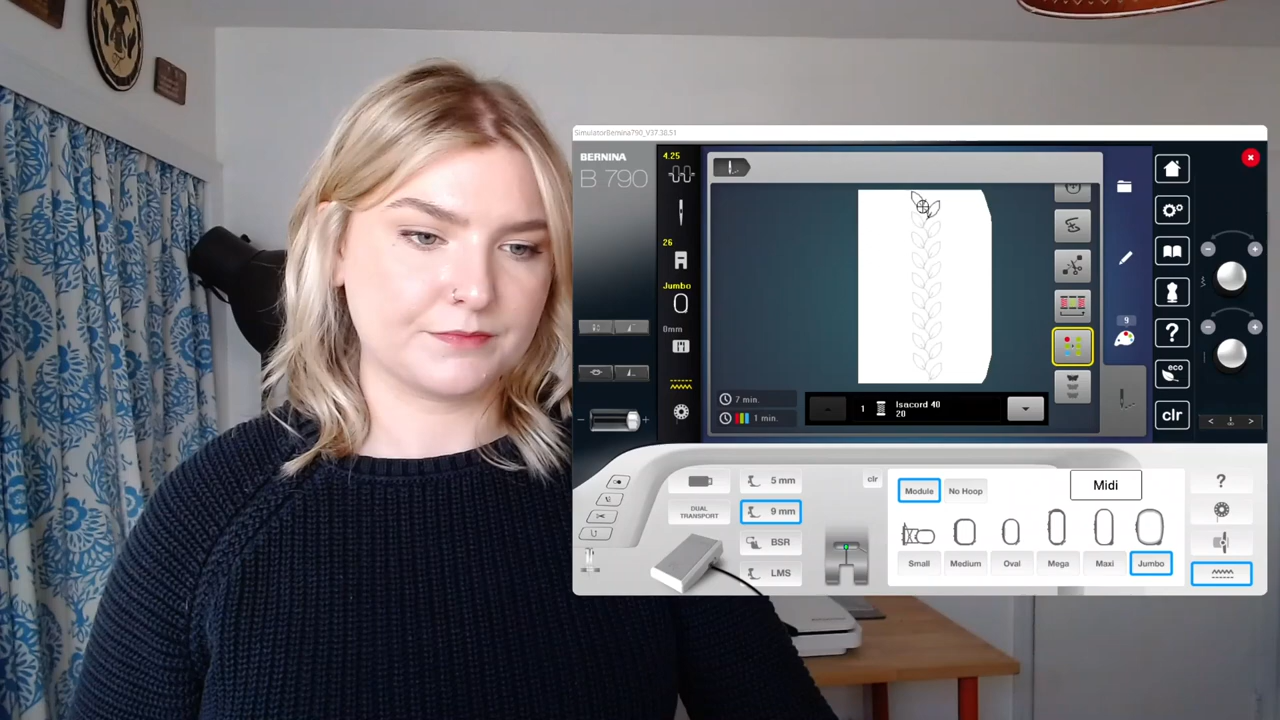 SimulatorBernina790_V37.38.51
BERNINA
B 790
4.25
26
Jumbo
0mm
7 min.
1 min.
1
Isacord 40
20
9
?
eco
clr
5 mm
clr
DUAL
TRANSPORT
9 mm
BSR
LMS
Module
No Hoop
Midi
Small
Medium
Oval
Mega
Maxi
Jumbo
?